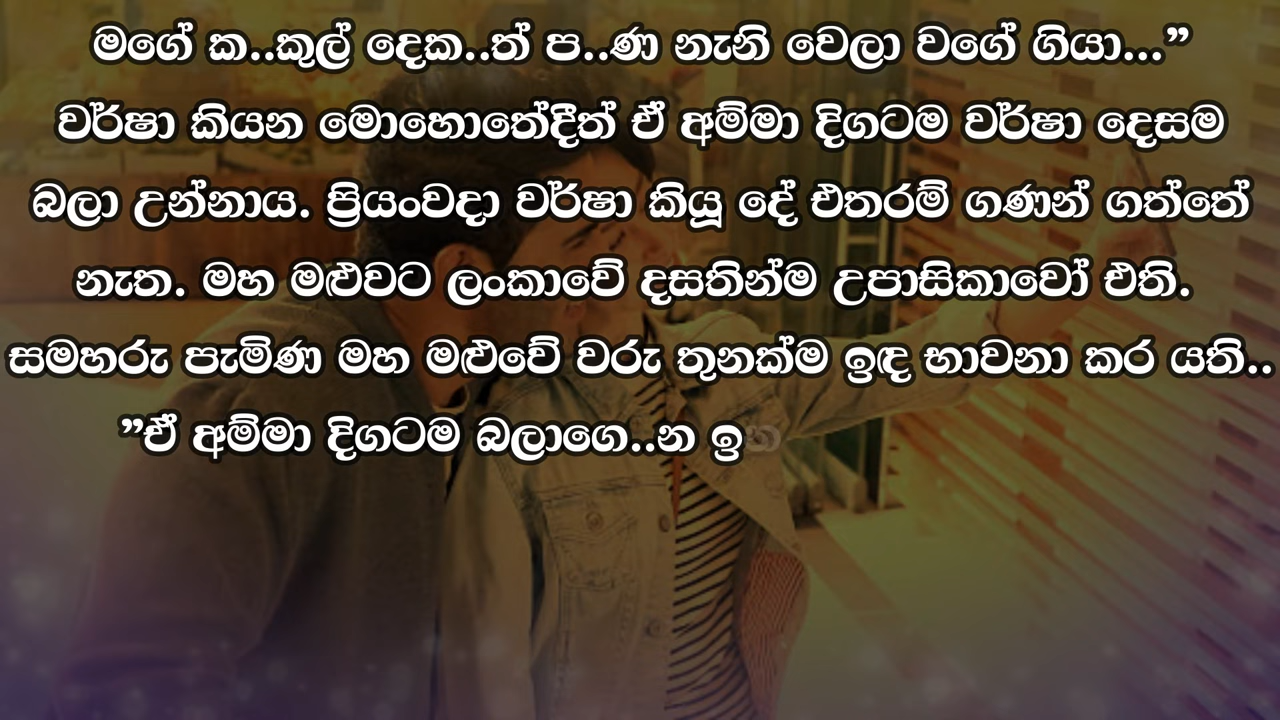 මගේ ක..කුල් දෙක..ත් ප..ණ නැනි වෙලා වගේ ගියා...”
වර්ෂා කියන මොහොතේදීත් ඒ අම්මා දිගටම වර්ෂා දෙසම
බලා උන්නාය. ප්‍රියංවදා වර්ෂා කියූ දේ එතරම් ගණන් ගත්තේ
නැත. මහ මළුවට ලංකාවේ දසතින්ම උපාසිකාවෝ එති.
සමහරු පැමිණ මහ මළුවේ වරු තුනක්ම ඉඳ භාවනා කර යති..
”ඒ අම්මා දිගටම බලාගෙ..න ඉ